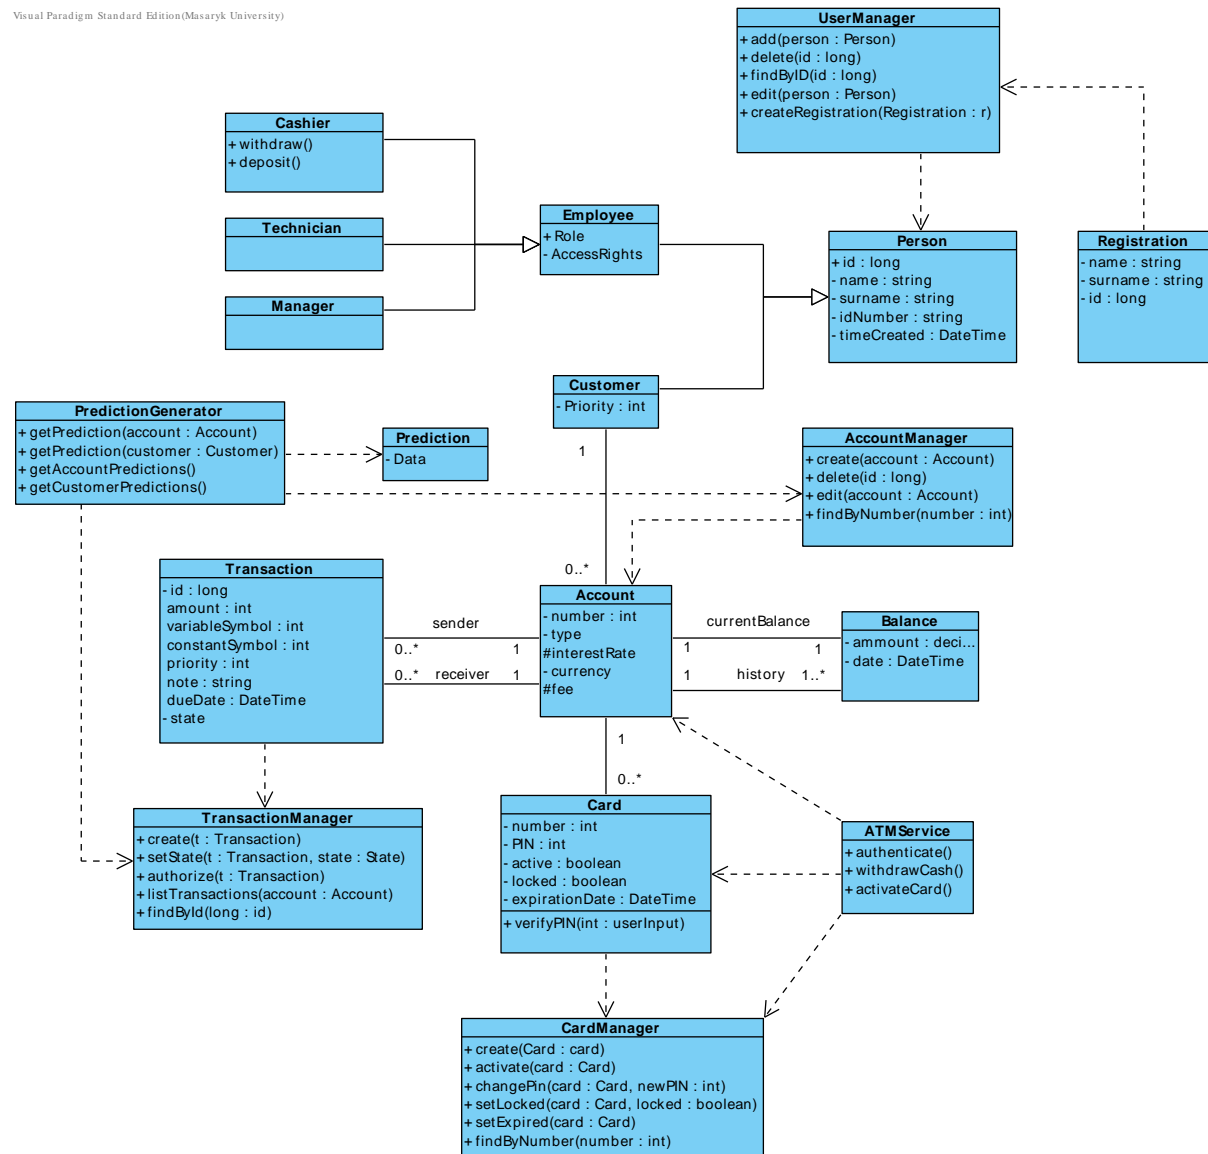 Visual Paradigm Standard Edition(Masaryk University)
UserManager
+ add(person : Person)
+ delete(id : long)
+ findByID(id : long)
+ edit(person : Person)
+ createRegistration(Registration : r)
Cashier
+ withdraw()
+ deposit()
Technician
Manager
Employee
+ Role
- AccessRights
Person
+ id : long
- name : string
- surname : string
- idNumber : string
- timeCreated : DateTime
Registration
- name : string
- surname : string
- id : long
Customer
- Priority : int
PredictionGenerator
+ getPrediction(account : Account)
+ getPrediction(customer : Customer)
+ getAccountPredictions()
+ getCustomerPredictions()
Prediction
- Data
AccountManager
+ create(account : Account)
+ delete(id : long)
+ edit(account : Account)
+ findByNumber(number : int)
1
0..*
Transaction
- id : long
amount : int
variableSymbol : int
constantSymbol : int
priority : int
note : string
dueDate : DateTime
- state
sender
0..* 1
0..* receiver 1
Account
- number : int
- type
#interestRate
- currency
#fee
currentBalance
1 1
1 history 1..*
Balance
- ammount : deci...
- date : DateTime
1
0..*
TransactionManager
+ create(t : Transaction)
+ setState(t : Transaction, state : State)
+ authorize(t : Transaction)
+ listTransactions(account : Account)
+ findById(long : id)
Card
- number : int
- PIN : int
- active : boolean
- locked : boolean
- expirationDate : DateTime
+ verifyPIN(int : userInput)
ATMService
+ authenticate()
+ withdrawCash()
+ activateCard()
CardManager
+ create(Card : card)
+ activate(card : Card)
+ changePin(card : Card, newPIN : int)
+ setLocked(card : Card, locked : boolean)
+ setExpired(card : Card)
+ findByNumber(number : int)